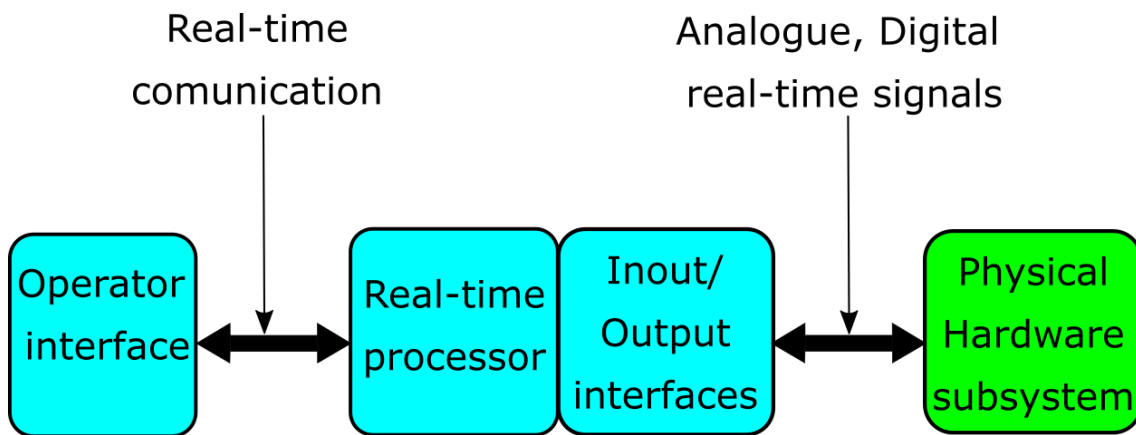 Real-time
comunication
Analogue, Digital
real-time signals
Operator
interface
Real-time
processor
Inout/
Output
interfaces
Physical
Hardware
subsystem